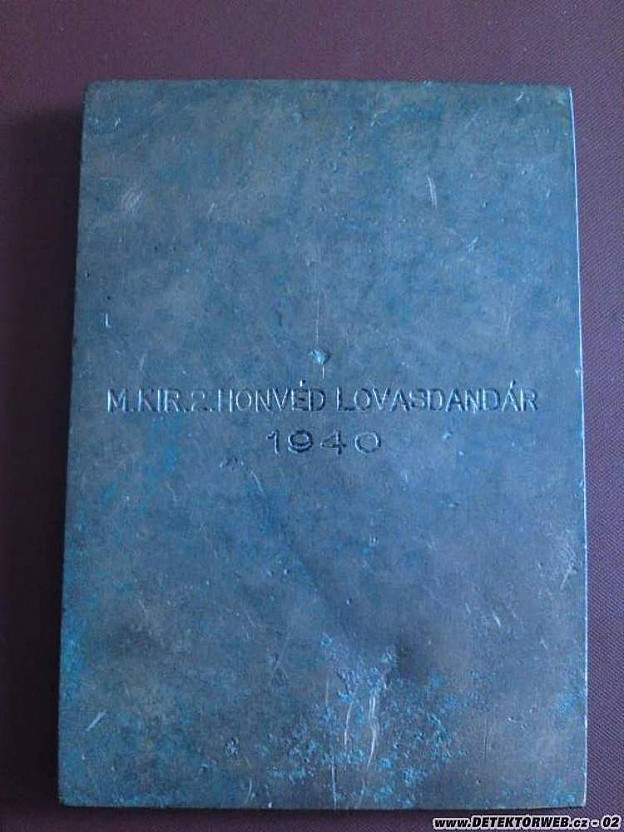 M.KIR.2.HONVÉD LOVASDANDÁR
1940
www.DETEKTORWEB.cz - 02